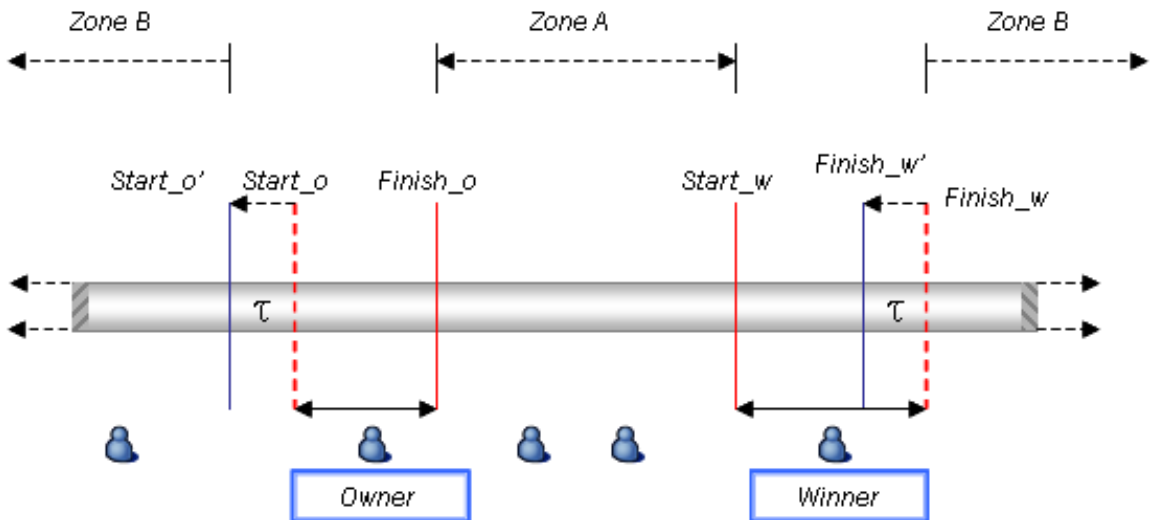 Zone B
Zone A
Zone B
Start_o'
Start_o
Finish_o
Start_w
Finish_w'
Finish_w
τ
τ
Owner
Winner